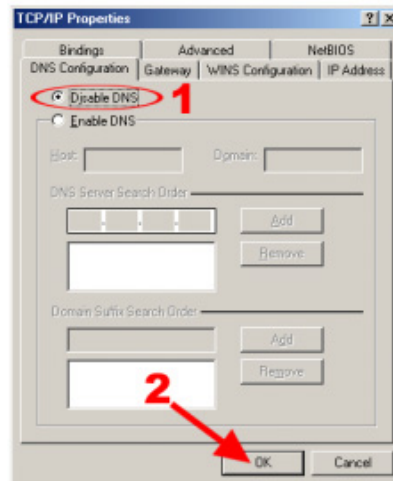 TCP/IP Properties ? x
Bindings Advanced NetBIOS
DNS Configuration Gateway WINS Configuration IP Address
Disable DNS 1
Enable DNS
Host: Domain:
DNS Server Search Order
. . . Add
Remove
Domain Suffix Search Order
Add
Remove
2
OK Cancel